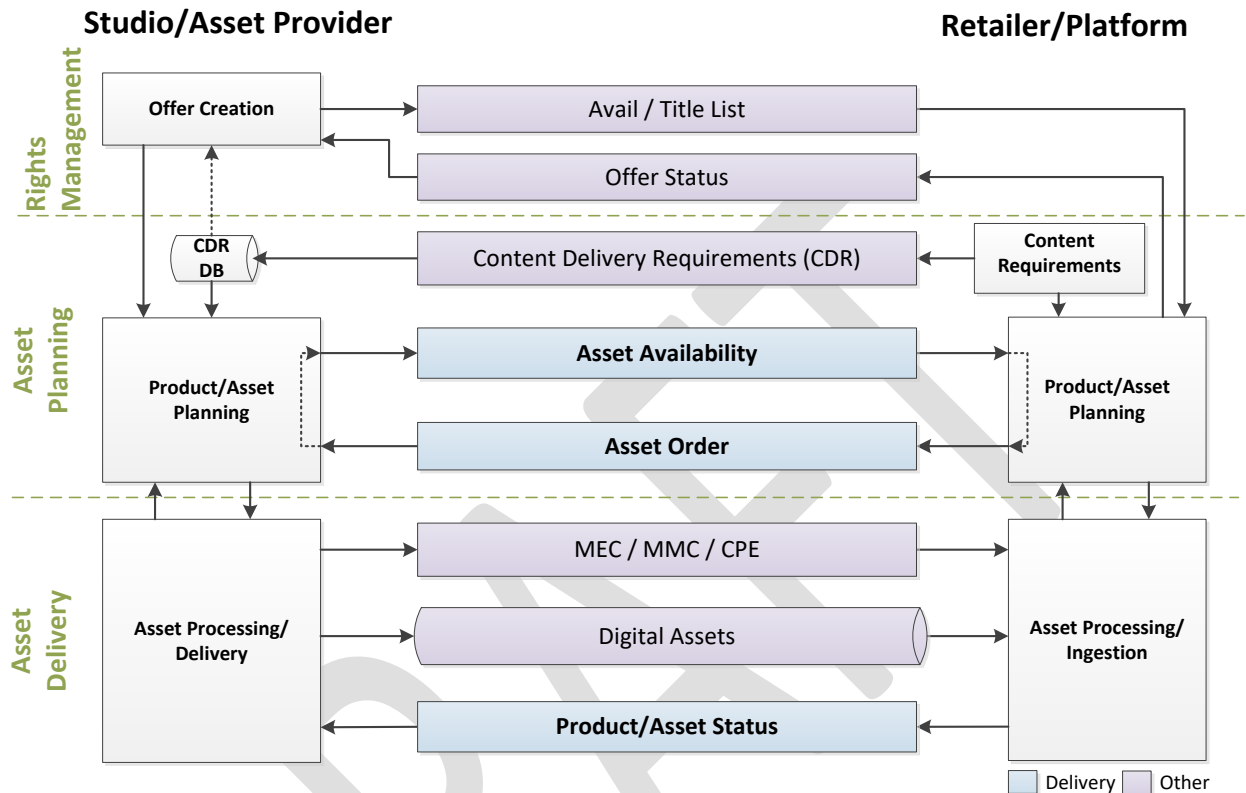 Studio/Asset Provider
Retailer/Platform
Rights
Management
Offer Creation
Avail / Title List
Offer Status
Asset
Planning
CDR
DB
Content Delivery Requirements (CDR)
Content
Requirements
Product/Asset
Planning
Asset Availability
Asset Order
Product/Asset
Planning
Asset
Delivery
Asset Processing/
Delivery
MEC / MMC / CPE
Digital Assets
Product/Asset Status
Asset Processing/
Ingestion
Delivery
Other
DRAFT